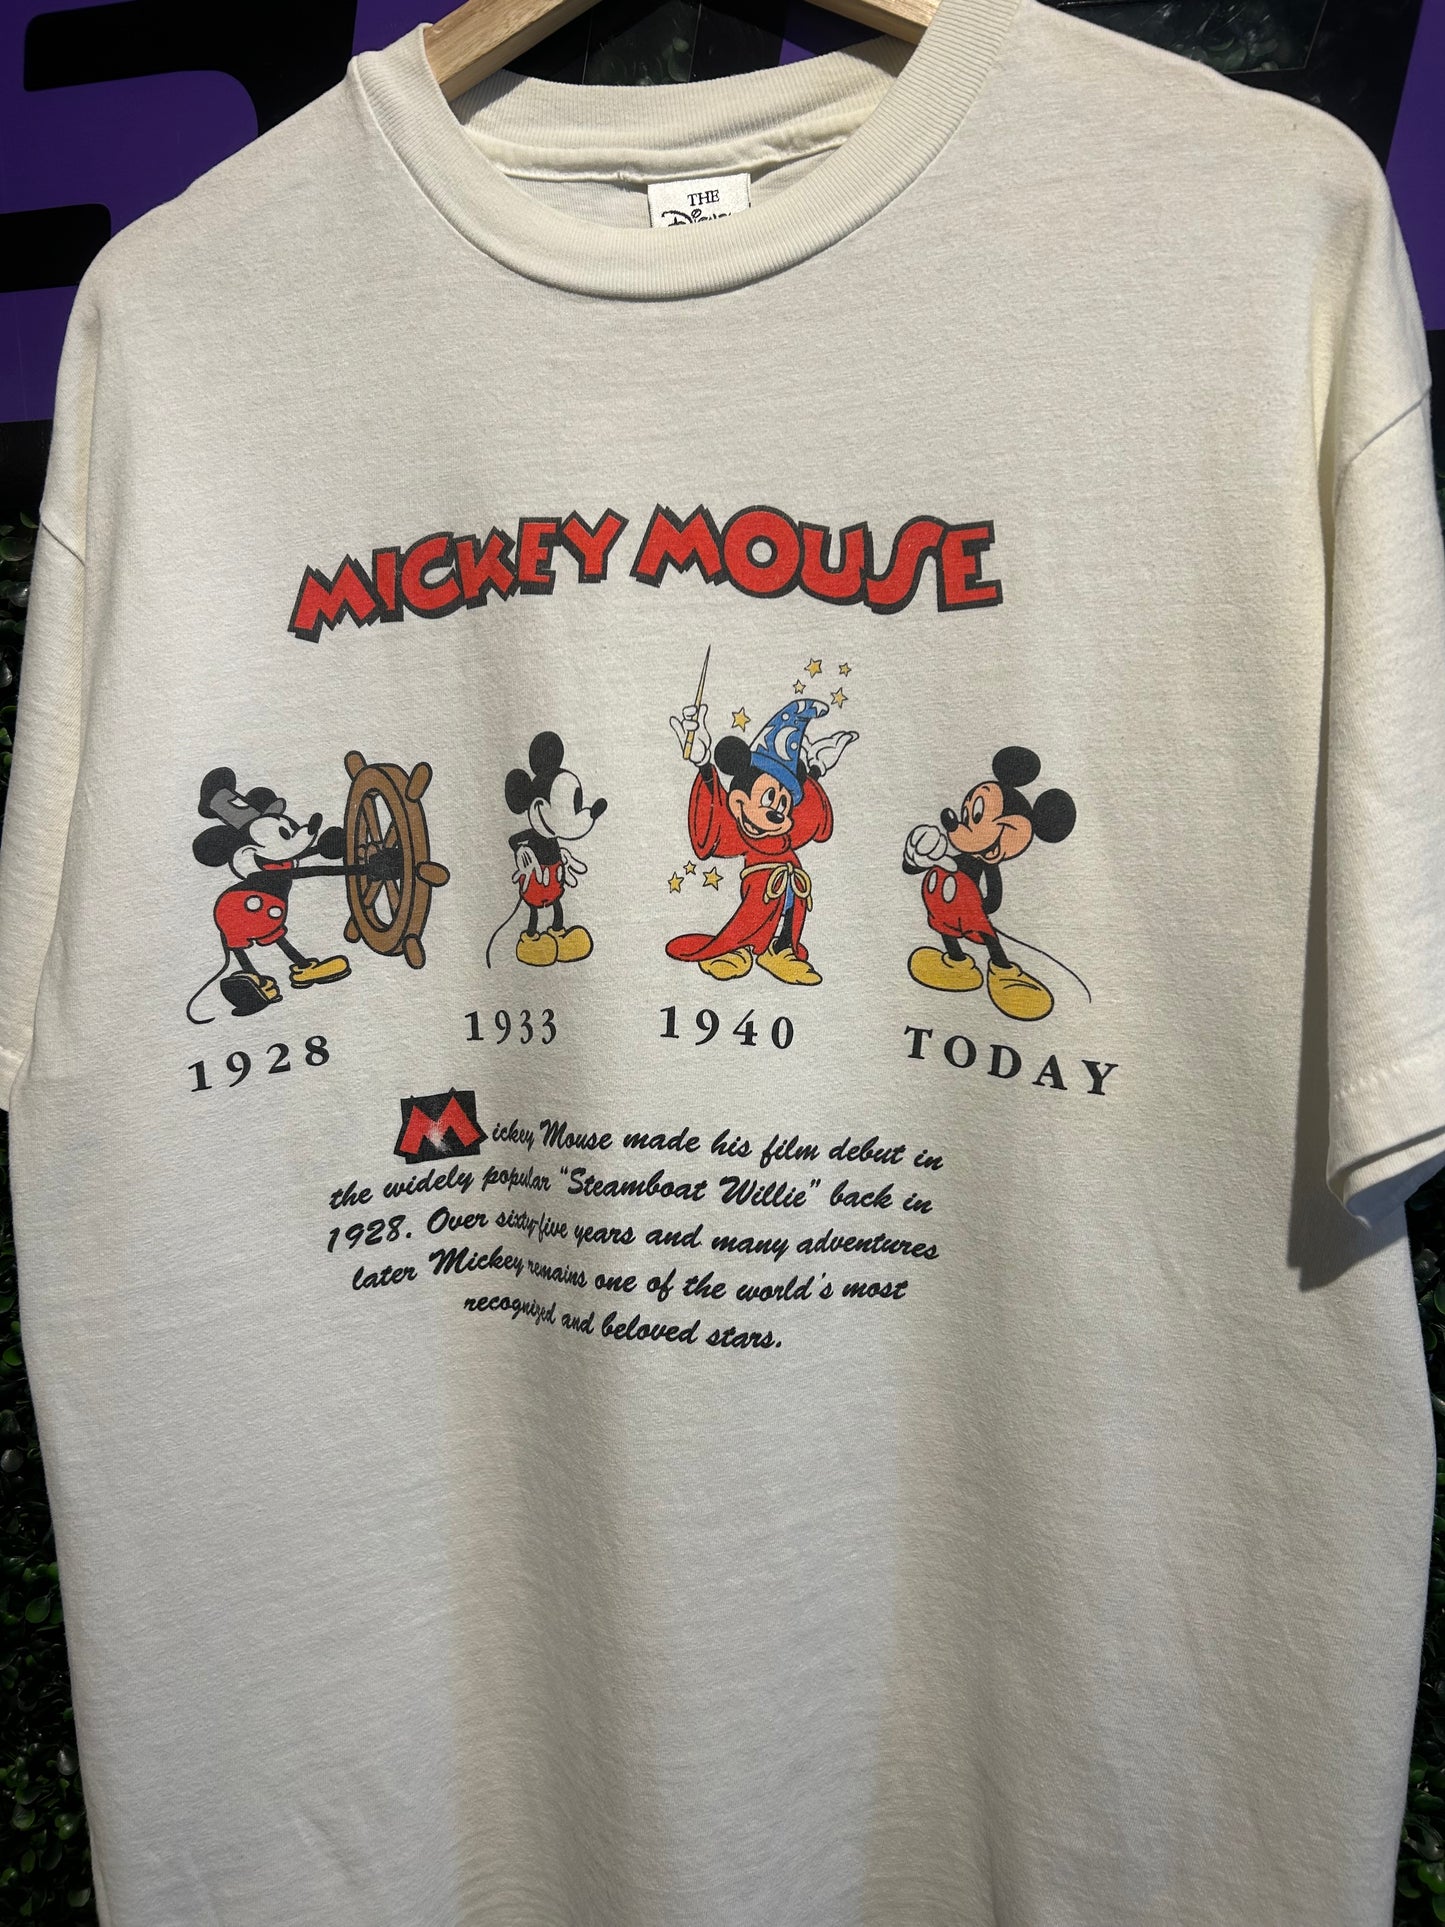 THE
Disney
MICKEY MOUSE
1928
1933
1940
TODAY
Mickey Mouse made his film debut in
the widely popular "Steamboat Willie" back in
1928. Over sixty-five years and many adventures
later Mickey remains one of the world's most
recognized and beloved stars.